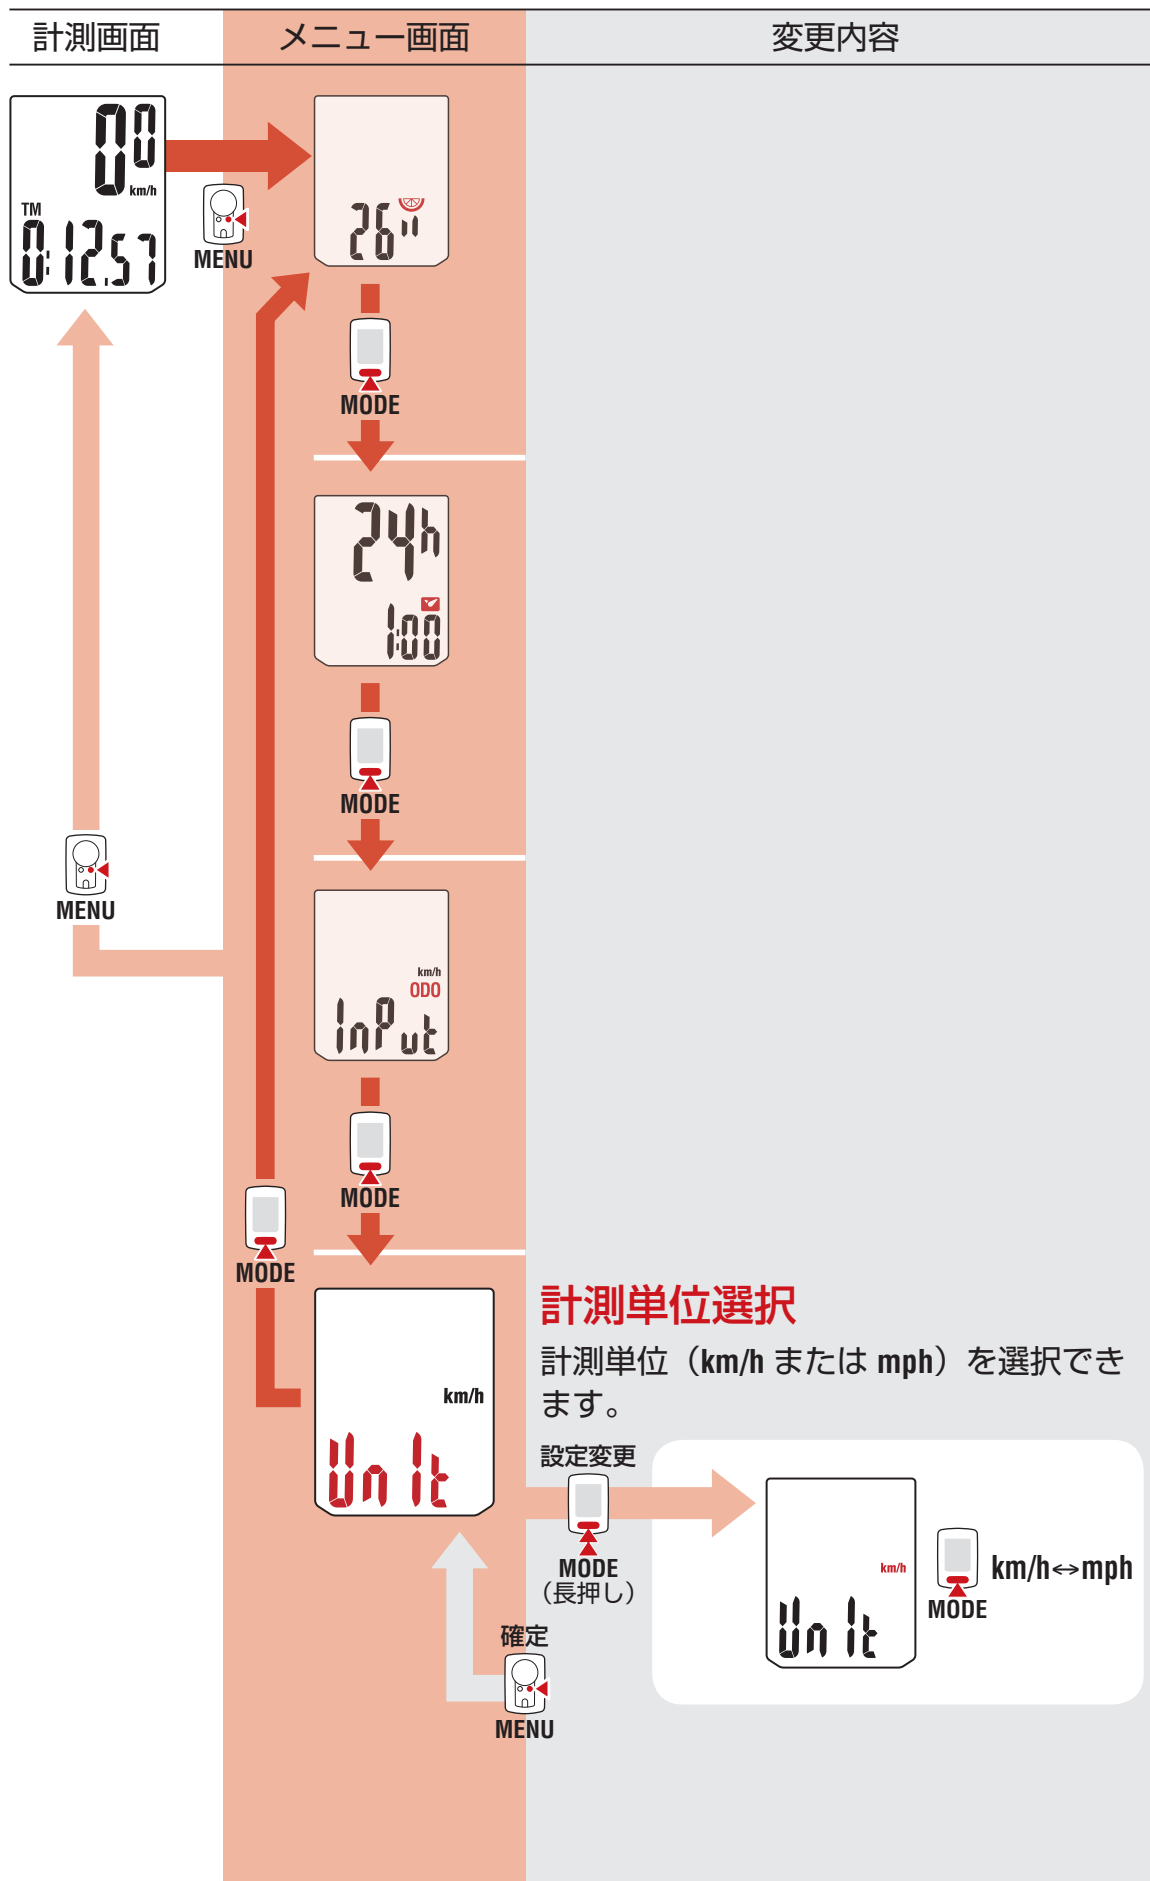 計測画面
メニュー画面
変更内容
00
km/h
TM
0:12.57
MENU
26"
MODE
24h
1:00
MODE
MENU
km/h
ODO
InPut
MODE
MODE
計測単位選択
計測単位（km/h または mph）を選択でき
ます。
km/h
UnIt
設定変更
MODE
（長押し）
km/h
UnIt
MODE
km/h↔mph
確定
MENU